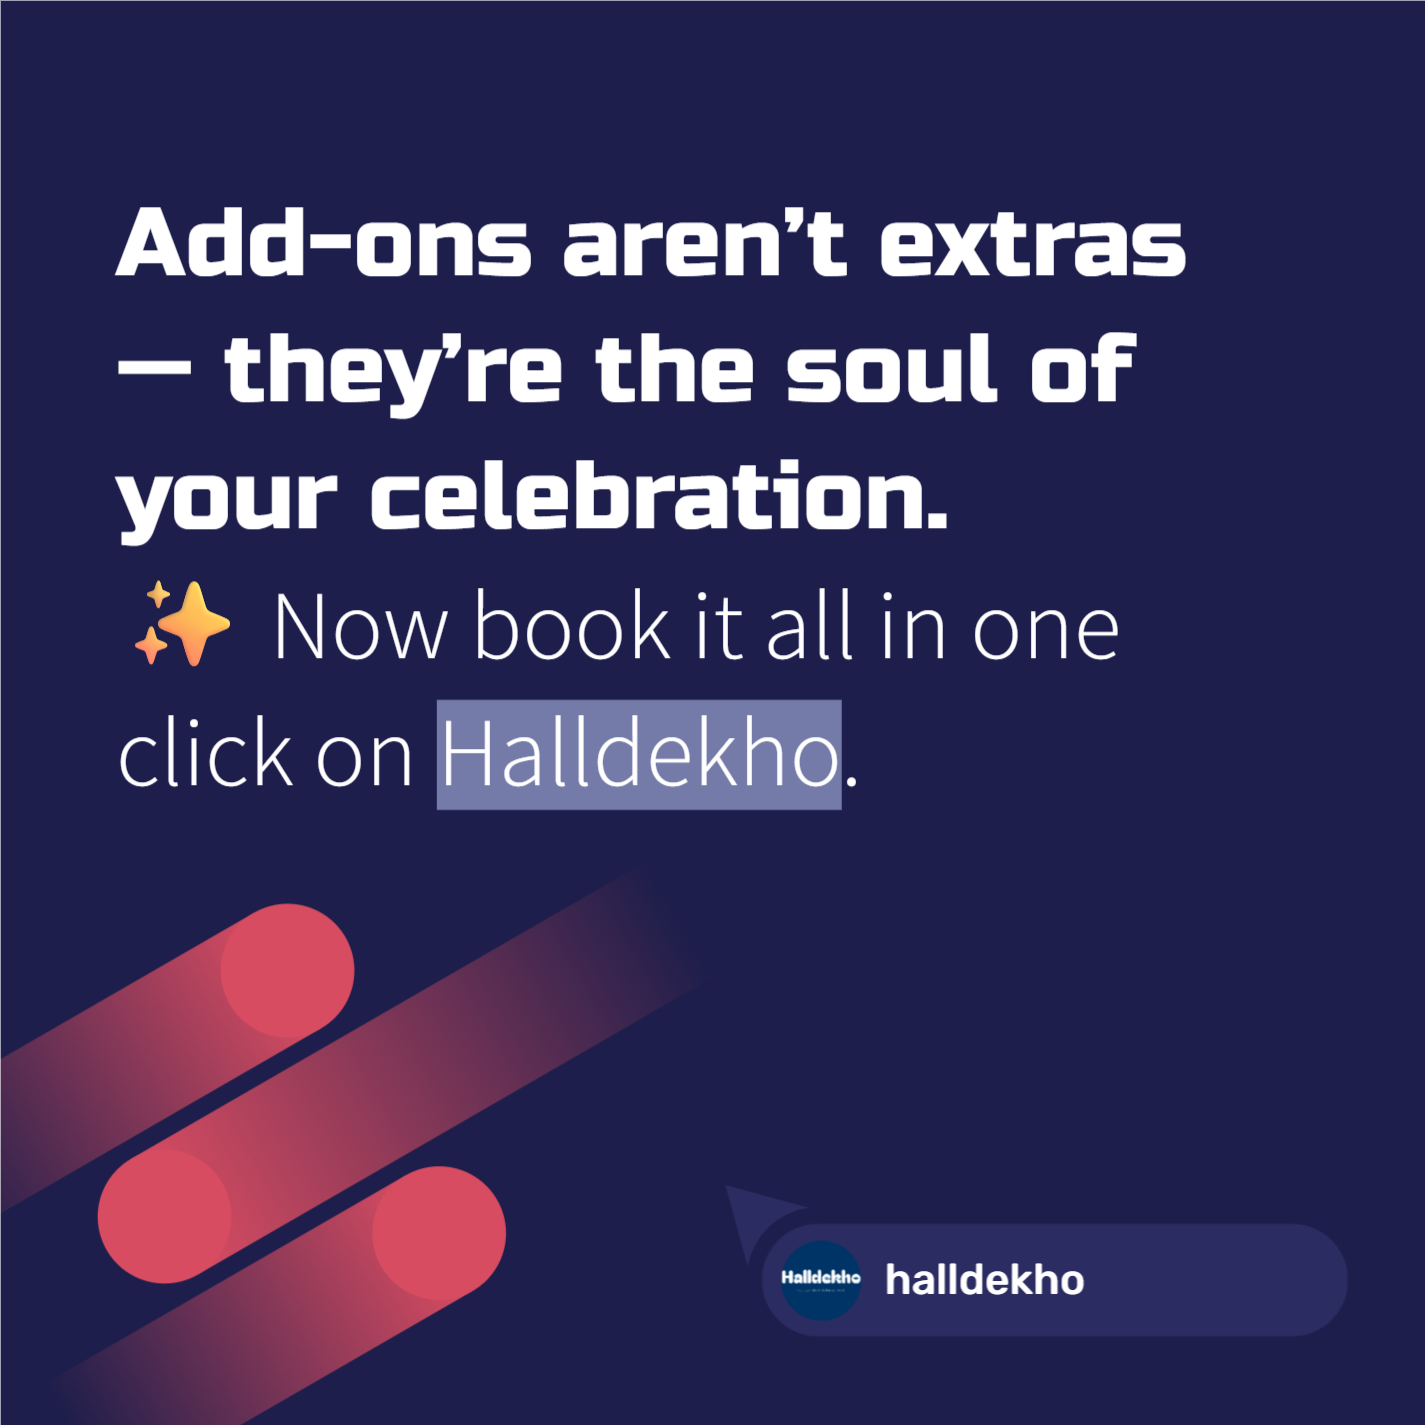 Add-ons aren’t extras
— they’re the soul of
your celebration.
✨ Now book it all in one
click on Halldekho.
Halldekho
halldekho